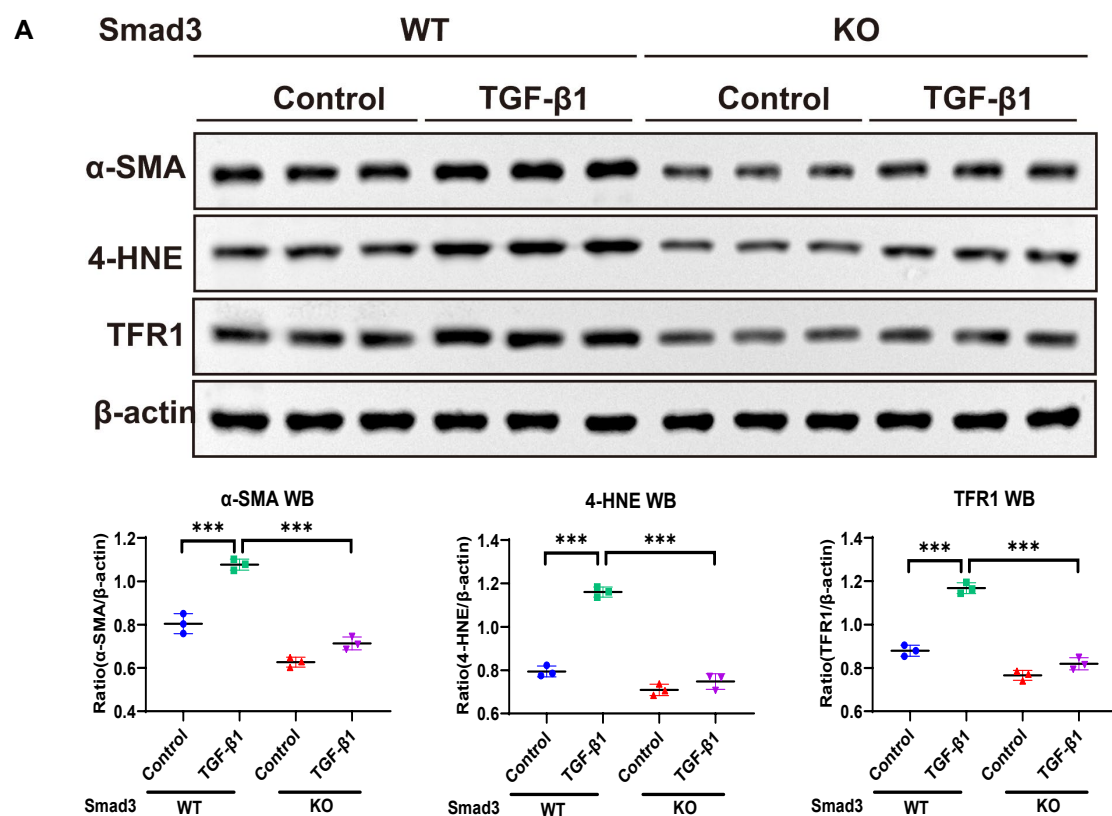 A
Smad3 WT KO
Control TGF-β1 Control TGF-β1
α-SMA
4-HNE
TFR1
β-actin
α-SMA WB
Ratio(α-SMA/β-actin)
1.2
1.0
0.8
0.6
0.4
*** ***
Control TGF-β1 Control TGF-β1
Smad3 WT KO
4-HNE WB
Ratio(4-HNE/β-actin)
1.4
1.2
1.0
0.8
0.6
*** ***
Control TGF-β1 Control TGF-β1
Smad3 WT KO
TFR1 WB
Ratio(TFR1/β-actin)
1.4
1.2
1.0
0.8
0.6
*** ***
Control TGF-β1 Control TGF-β1
Smad3 WT KO